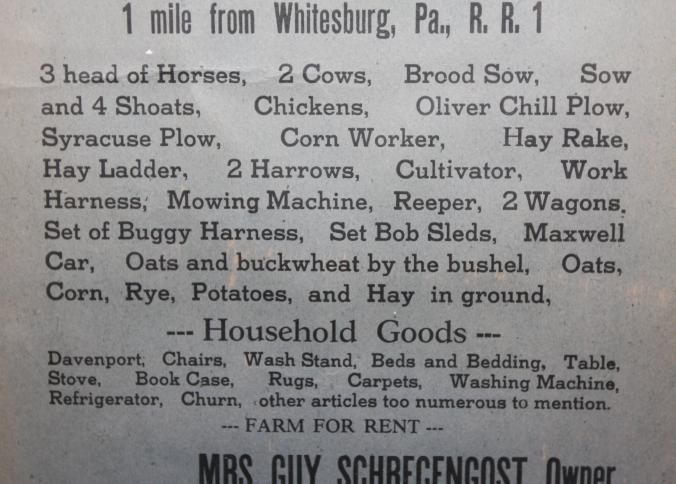 1 mile from Whitesburg, Pa., R. R. 1
3 head of Horses, 2 Cows, Brood Sow, Sow
and 4 Shoats, Chickens, Oliver Chill Plow,
Syracuse Plow, Corn Worker, Hay Rake,
Hay Ladder, 2 Harrows, Cultivator, Work
Harness, Mowing Machine, Reeper, 2 Wagons,
Set of Buggy Harness, Set Bob Sleds, Maxwell
Car, Oats and buckwheat by the bushel, Oats,
Corn, Rye, Potatoes, and Hay in ground,
--- Household Goods ---
Davenport, Chairs, Wash Stand, Beds and Bedding, Table,
Stove, Book Case, Rugs, Carpets, Washing Machine,
Refrigerator, Churn, other articles too numerous to mention.
--- FARM FOR RENT ---
MRS GUY SCHRECENGOST Owner